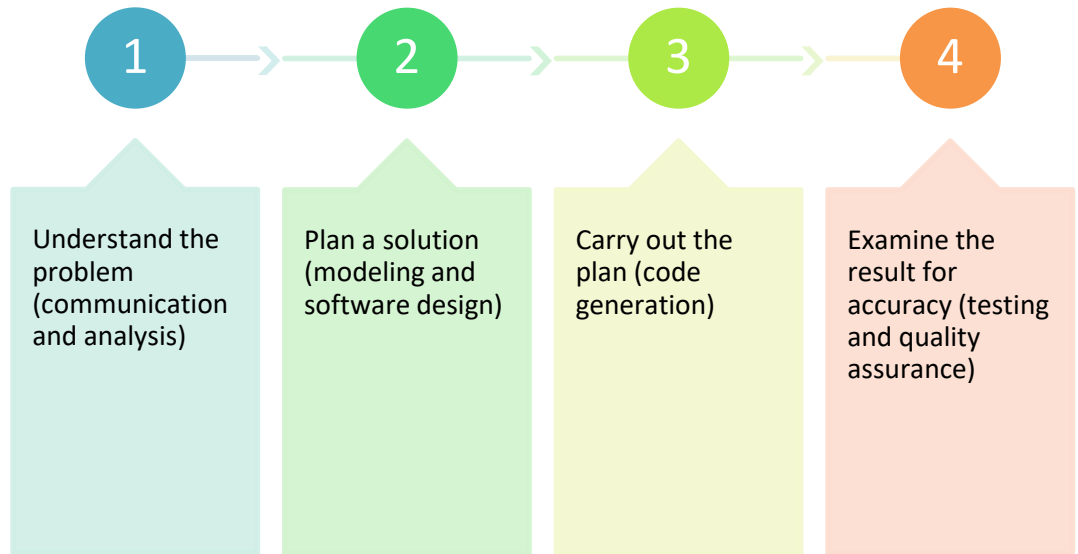 1
2
3
4
Understand the
problem
(communication
and analysis)
Plan a solution
(modeling and
software design)
Carry out the
plan (code
generation)
Examine the
result for
accuracy (testing
and quality
assurance)